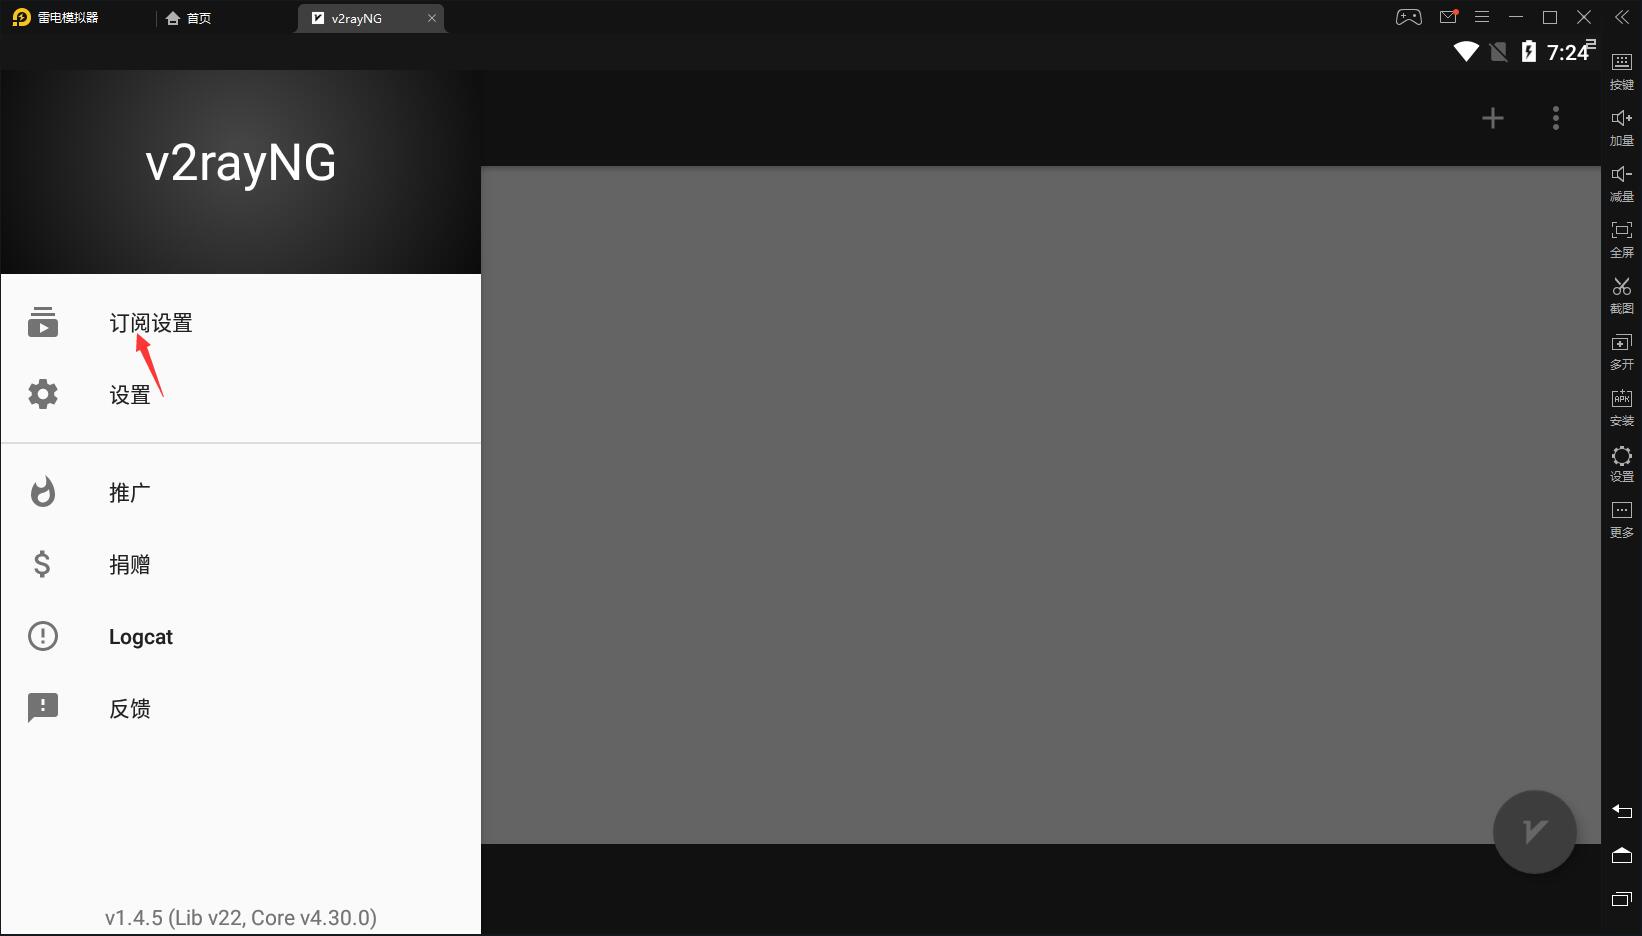 雷电模拟器
首页
v2rayNG
7:24
2
v2rayNG
订阅设置
设置
推广
捐赠
Logcat
反馈
v1.4.5 (Lib v22, Core v4.30.0)
按键
加量
减量
全屏
截图
多开
APK
安装
设置
更多